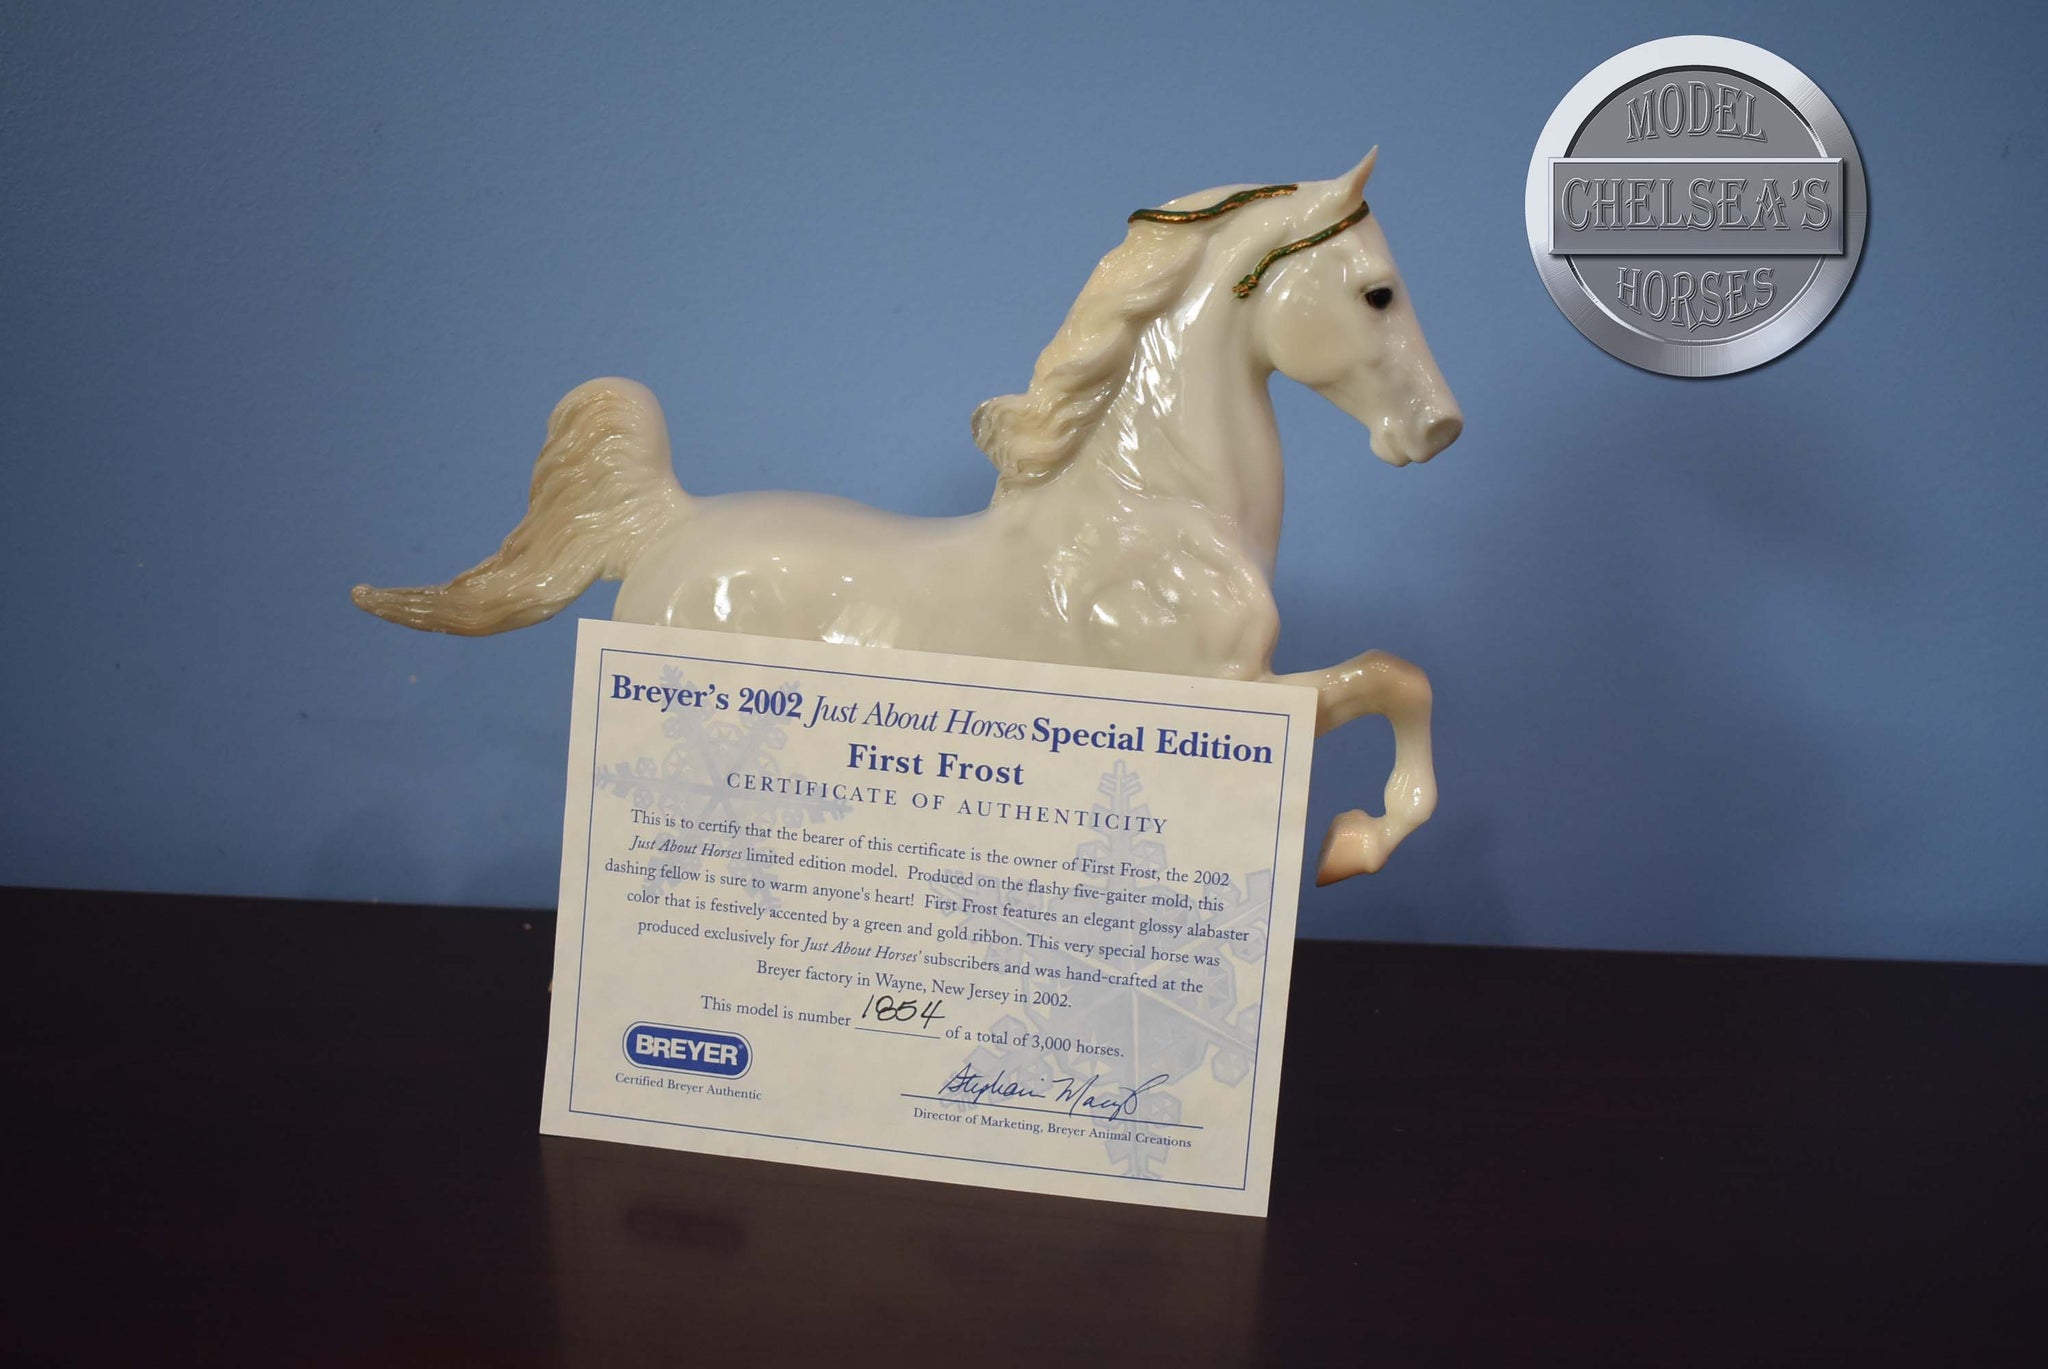 MODEL
CHELSEA'S
HORSES
Breyer's 2002 Just About Horses Special Edition
First Frost
CERTIFICATE OF AUTHENTICITY
This is to certify that the bearer of this certificate is the owner of First Frost, the 2002
Just About Horses limited edition model. Produced on the flashy five-gaiter mold, this
dashing fellow is sure to warm anyone's heart! First Frost features an elegant glossy alabaster
color that is festively accented by a green and gold ribbon. This very special horse was
produced exclusively for Just About Horses' subscribers and was hand-crafted at the
Breyer factory in Wayne, New Jersey in 2002.
This model is number 1854 of a total of 3,000 horses.
BREYER®
Certified Breyer Authentic
Director of Marketing, Breyer Animal Creations